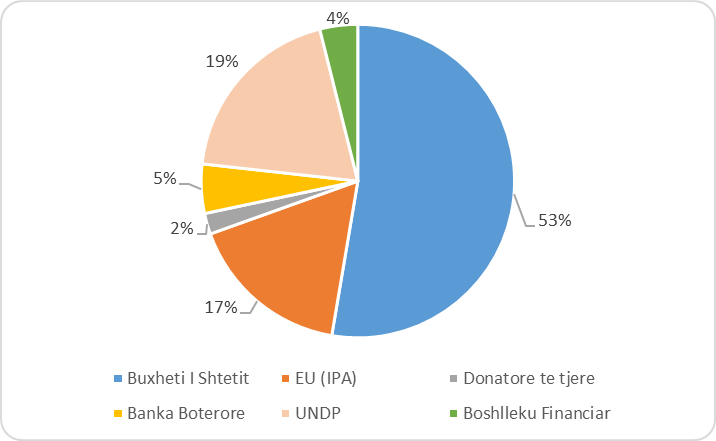 4%
19%
5%
2%
53%
17%
Buxheti I Shtetit
EU (IPA)
Donatore te tjere
Banka Boterore
UNDP
Boshlleku Financiar